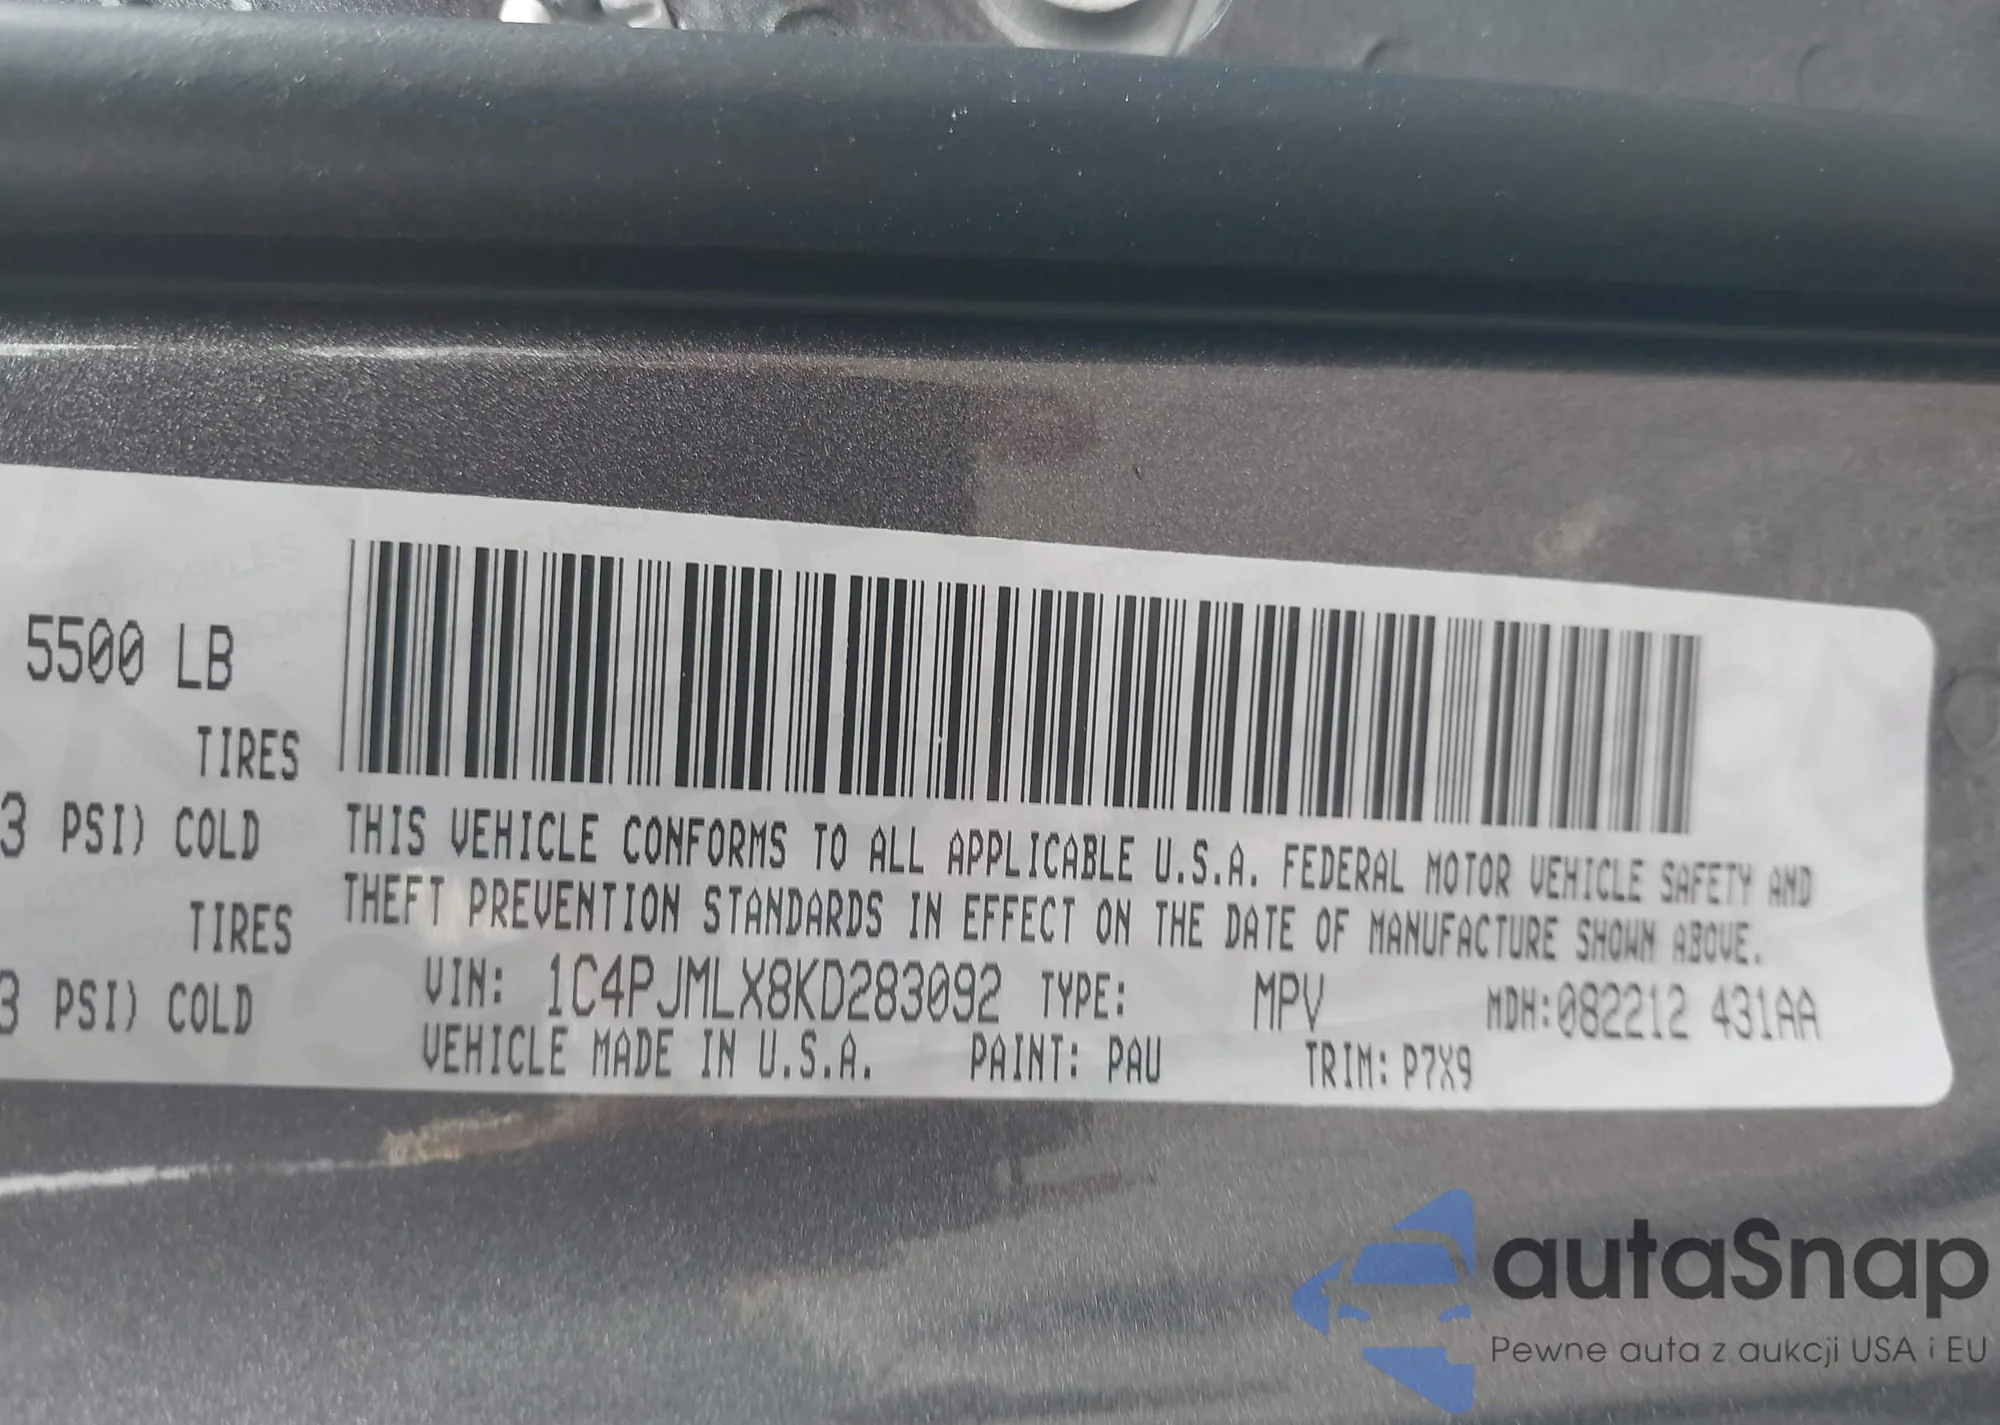 5500 LB
TIRES
3 PSI) COLD
TIRES
3 PSI) COLD
THIS VEHICLE CONFORMS TO ALL APPLICABLE U.S.A. FEDERAL MOTOR VEHICLE SAFETY AND
THEFT PREVENTION STANDARDS IN EFFECT ON THE DATE OF MANUFACTURE SHOWN ABOVE.
VIN: 1C4PJMLX8KD283092 TYPE: MPV MDH:082212 431AA
VEHICLE MADE IN U.S.A. PAINT: PAU TRIM: P7X9
autaSnap
Pewne auta z aukcji USA i EU